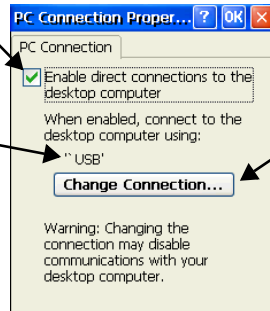 PC Connection Proper... ? OK ×
PC Connection
Enable direct connections to the
desktop computer
When enabled, connect to the
desktop computer using:
'` USB'
Change Connection...
Warning: Changing the
connection may disable
communications with your
desktop computer.